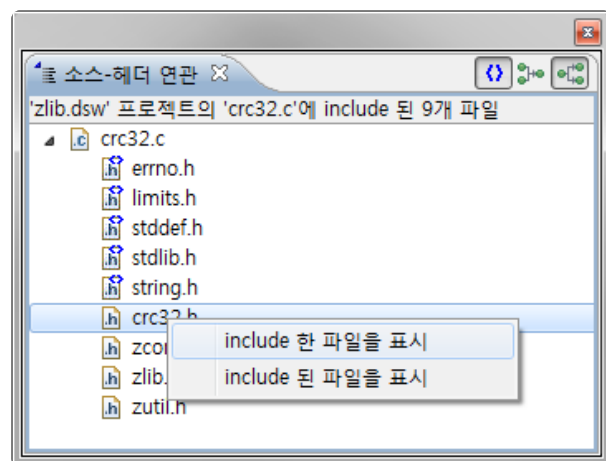 소스-헤더 연관
'zlib.dsw' 프로젝트의 'crc32.c'에 include 된 9개 파일
crc32.c
errno.h
limits.h
stddef.h
stdlib.h
string.h
crc32.h
include 한 파일을 표시
zlib.
include 된 파일을 표시
zutil.h